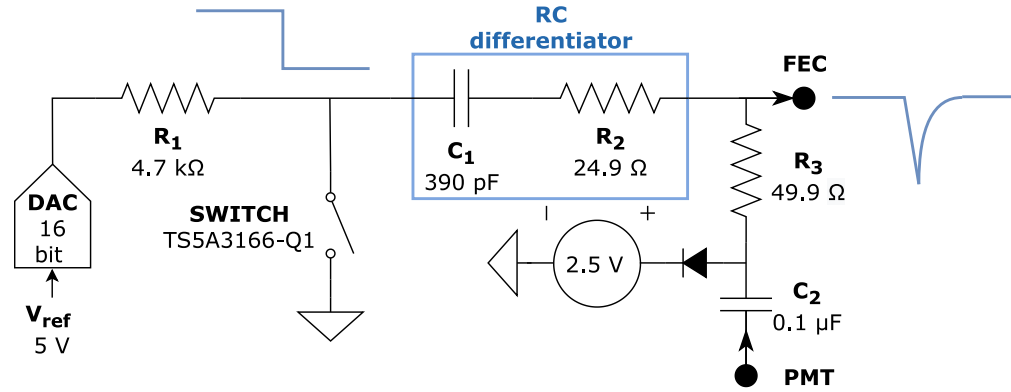 RC
differentiator
FEC
R1
4.7 kΩ
C1
390 pF
R2
24.9 Ω
R3
49.9 Ω
DAC
16
bit
SWITCH
TS5A3166-Q1
− +
2.5 V
Vref
5 V
C2
0.1 µF
PMT